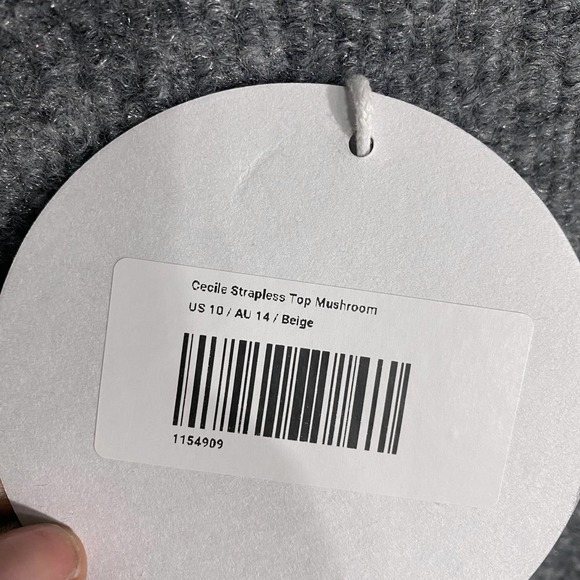 Cecile Strapless Top Mushroom
US 10 / AU 14 / Beige
1154909